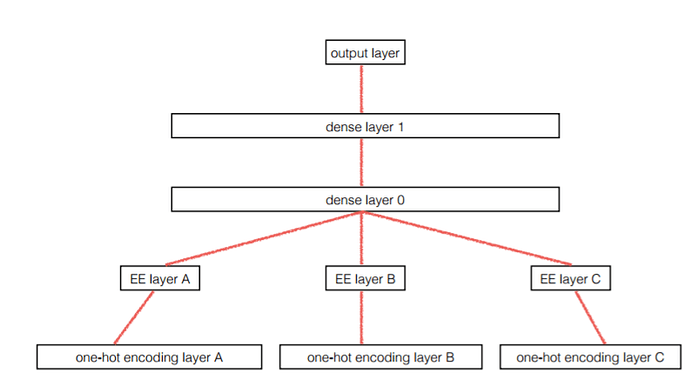 output layer
dense layer 1
dense layer 0
EE layer A
EE layer B
EE layer C
one-hot encoding layer A
one-hot encoding layer B
one-hot encoding layer C